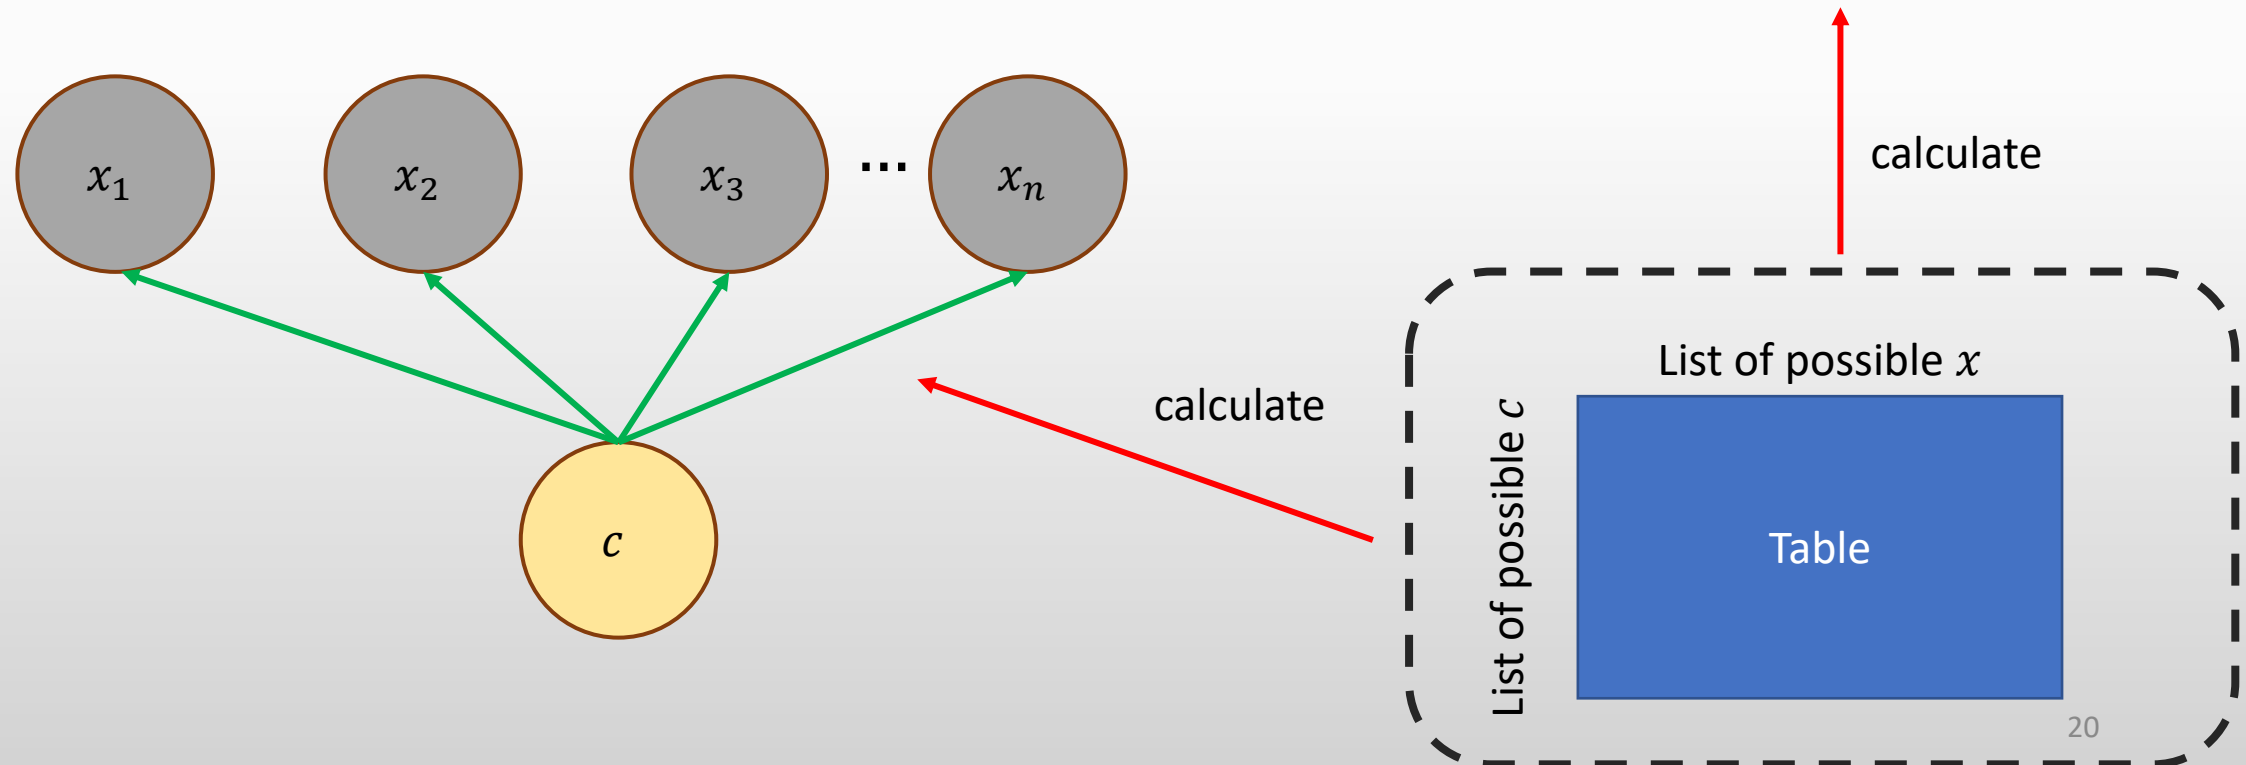 x₁
x₂
x₃
...
xₙ
calculate
c
calculate
List of possible x
List of possible c
Table
20